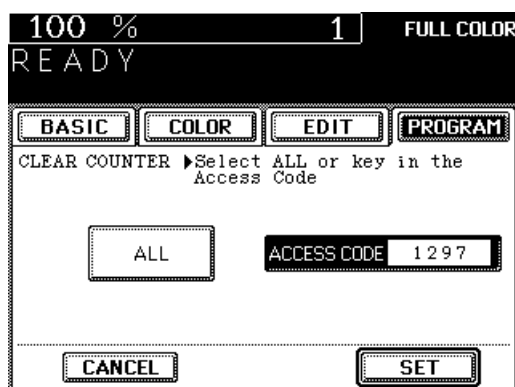 100 % 1 FULL COLOR
READY
BASIC COLOR EDIT PROGRAM
CLEAR COUNTER ▶Select ALL or key in the
Access Code
ALL ACCESS CODE 1297
CANCEL SET